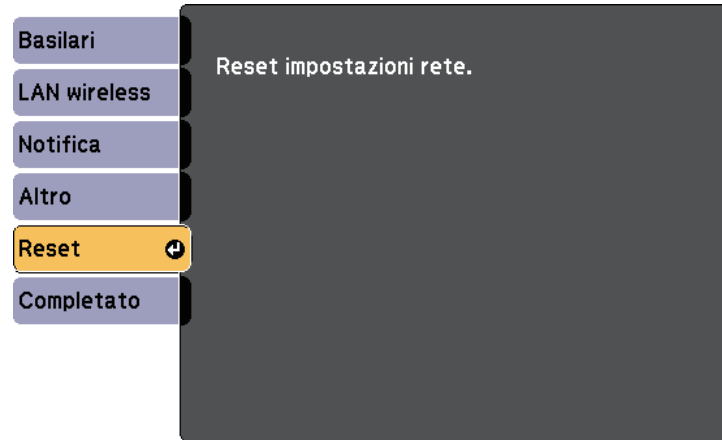 Basilari
LAN wireless
Notifica
Altro
Reset
Completato
Reset impostazioni rete.